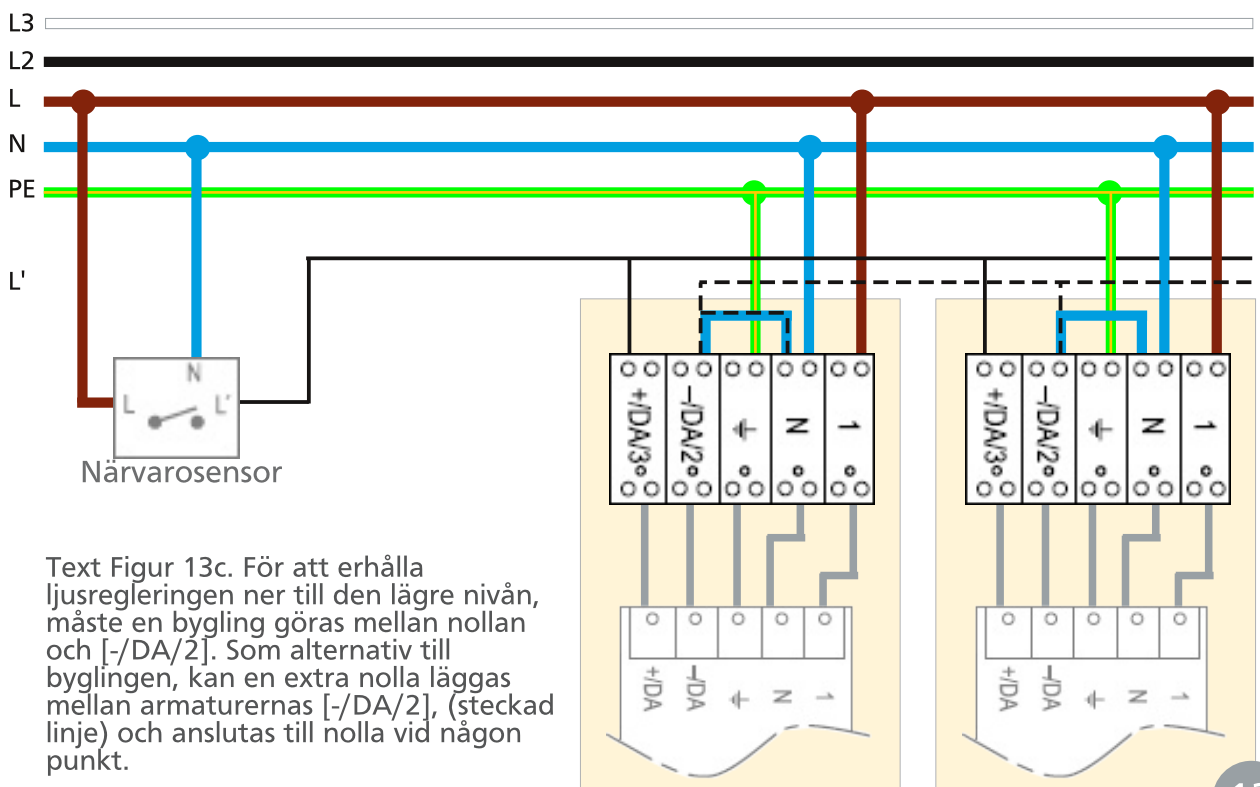 L3
L2
L
N
PE
L'
N
L L'
Närvarosensor
+/DA/3 -/DA/2 N 1
+/DA/3 -/DA/2 N 1
+/DA -/DA N 1
+/DA -/DA N 1
Text Figur 13c. För att erhålla
ljusregleringen ner till den lägre nivån,
måste en bygling göras mellan nollan
och [-/DA/2]. Som alternativ till
byglingen, kan en extra nolla läggas
mellan armaturernas [-/DA/2], (steckad
linje) och anslutas till nolla vid någon
punkt.